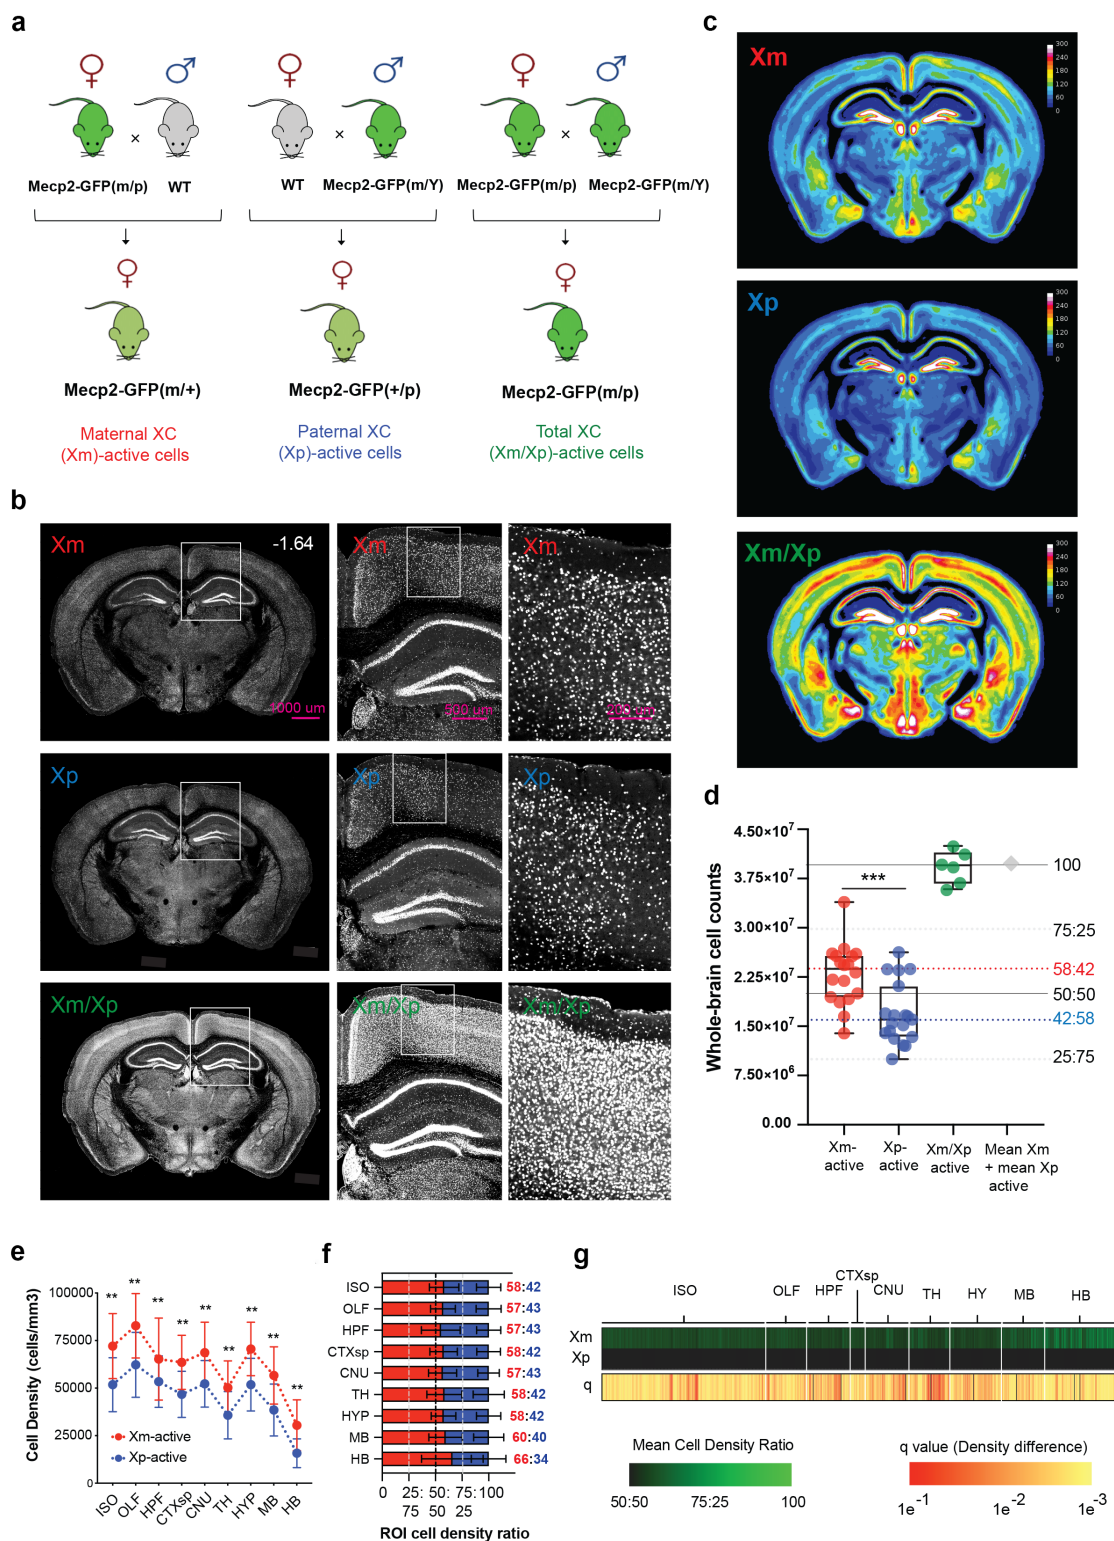 a
Mecp2-GFP(m/p)
×
WT
WT
×
Mecp2-GFP(m/Y)
Mecp2-GFP(m/p)
×
Mecp2-GFP(m/Y)
Mecp2-GFP(m/+)
Mecp2-GFP(+/p)
Mecp2-GFP(m/p)
Maternal XC
(Xm)-active cells
Paternal XC
(Xp)-active cells
Total XC
(Xm/Xp)-active cells
b
Xm
-1.64
1000 um
Xm
500 um
Xm
200 um
Xp
Xp
Xp
Xm/Xp
Xm/Xp
Xm/Xp
c
Xm
300
240
180
120
60
0
Xp
300
240
180
120
60
0
Xm/Xp
300
240
180
120
60
0
d
Whole-brain cell counts
4.50×10⁷
3.75×10⁷
3.00×10⁷
2.25×10⁷
1.50×10⁷
7.50×10⁶
0.00
***
100
75:25
58:42
50:50
42:58
25:75
Xm-
active
Xp-
active
Xm/Xp
active
Mean Xm
+ mean Xp
active
e
Cell Density (cells/mm3)
100000
75000
50000
25000
0
**
**
**
**
**
**
**
**
**
Xm-active
Xp-active
ISO
OLF
HPF
CTXsp
CNU
TH
HYP
MB
HB
f
ISO 58:42
OLF 57:43
HPF 57:43
CTXsp 58:42
CNU 57:43
TH 58:42
HYP 58:42
MB 60:40
HB 66:34
0 25: 50: 75: 100
75 50 25
ROI cell density ratio
g
ISO
OLF
HPF
CTXsp
CNU
TH
HY
MB
HB
Xm
Xp
q
Mean Cell Density Ratio
50:50
75:25
100
q value (Density difference)
1e⁻¹
1e⁻²
1e⁻³